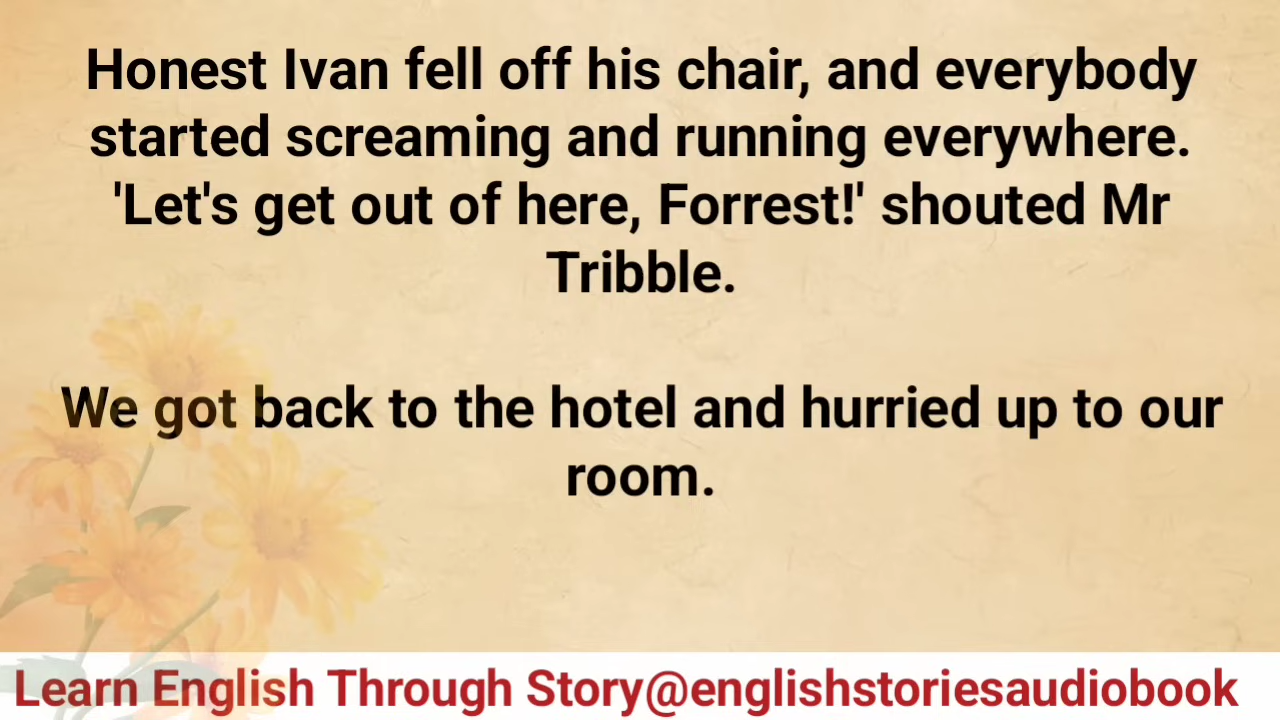 Honest Ivan fell off his chair, and everybody
started screaming and running everywhere.
'Let's get out of here, Forrest!' shouted Mr
Tribble.
We got back to the hotel and hurried up to our
room.
Learn English Through Story@englishstoriesaudiobook